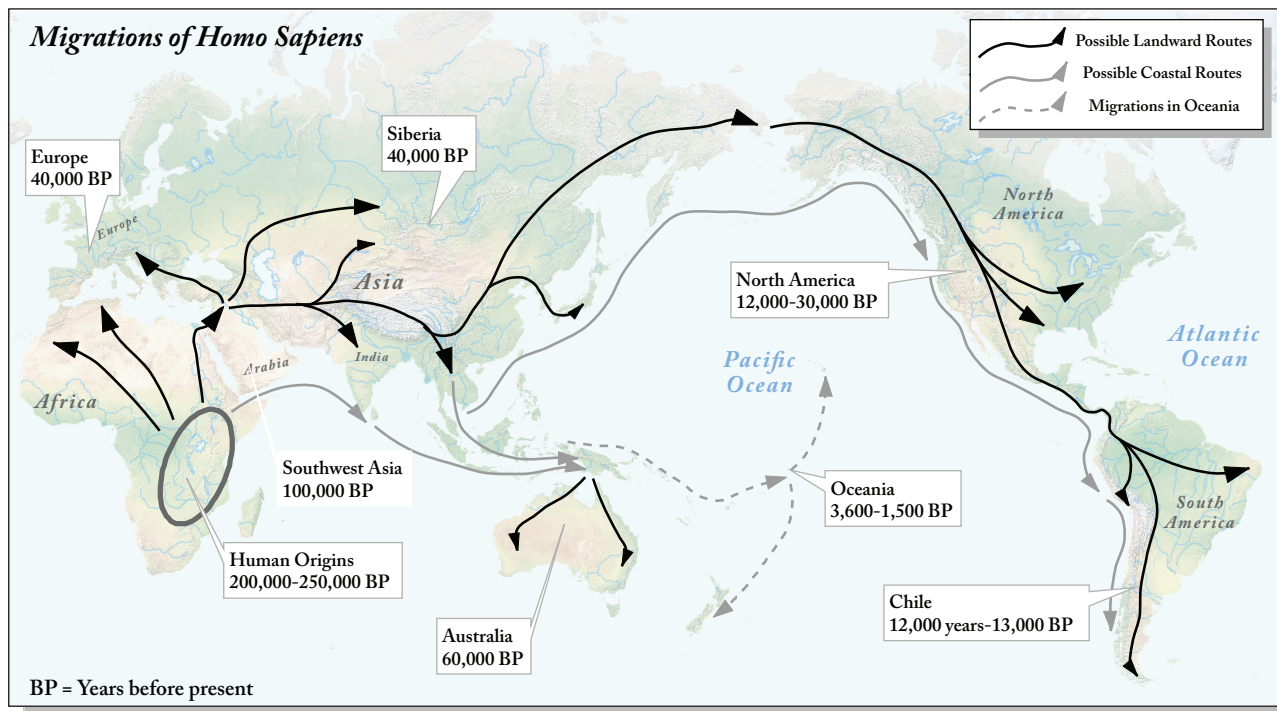 Migrations of Homo Sapiens
Possible Landward Routes
Possible Coastal Routes
Migrations in Oceania
Europe
40,000 BP
Siberia
40,000 BP
Europe
North
America
Asia
North America
12,000-30,000 BP
Atlantic
Ocean
Pacific
Ocean
India
Arabia
Africa
Southwest Asia
100,000 BP
Oceania
3,600-1,500 BP
South
America
Human Origins
200,000-250,000 BP
Chile
12,000 years-13,000 BP
Australia
60,000 BP
BP = Years before present